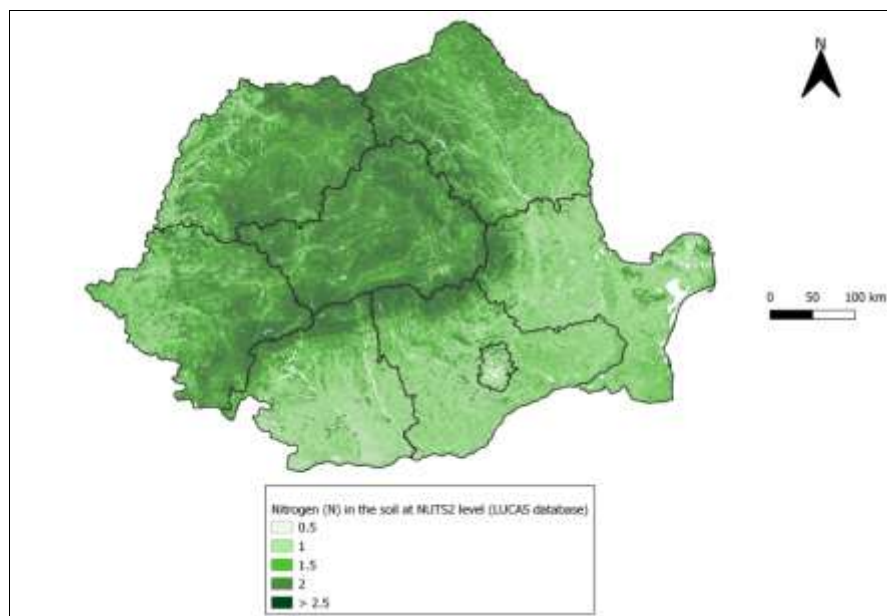 N
0 50 100 km
Nitrogen (N) in the soil at NUTS2 level (LUCAS database)
0.5
1
1.5
2
> 2.5